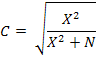 C = √(X²/(X² + N))